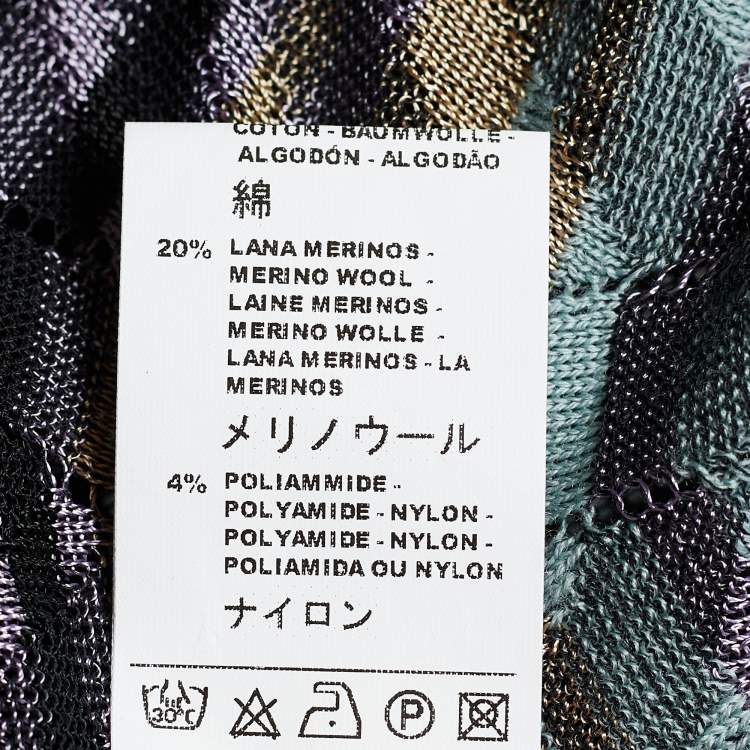 COTON - BAUMWOLLE -
ALGODÓN - ALGODÃO
綿
20% LANA MERINOS -
MERINO WOOL -
LAINE MERINOS -
MERINO WOLLE -
LANA MERINOS - LA
MERINOS
メリノウール
4% POLIAMMIDE -
POLYAMIDE - NYLON -
POLYAMIDE - NYLON -
POLIAMIDA OU NYLON
ナイロン
30°C P